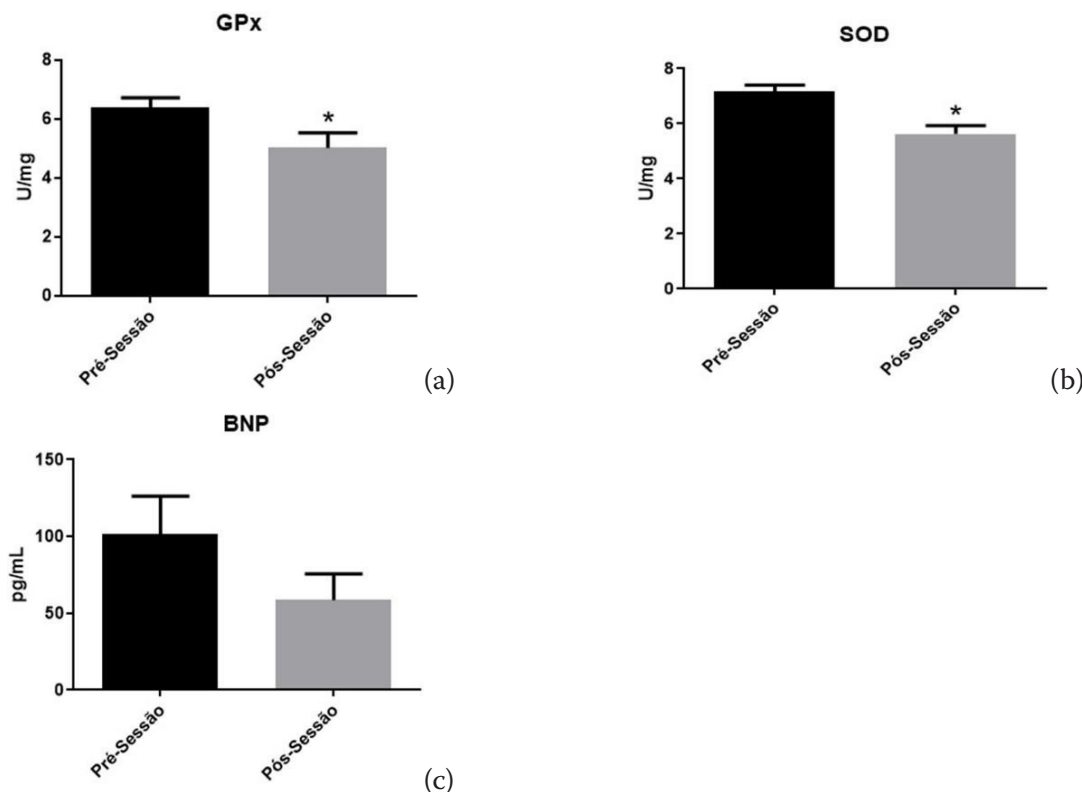 GPx
8
6
4
2
0
U/mg
*
Pré-Sessão
Pós-Sessão
(a)
SOD
8
6
4
2
0
U/mg
*
Pré-Sessão
Pós-Sessão
(b)
BNP
150
100
50
0
pg/mL
Pré-Sessão
Pós-Sessão
(c)